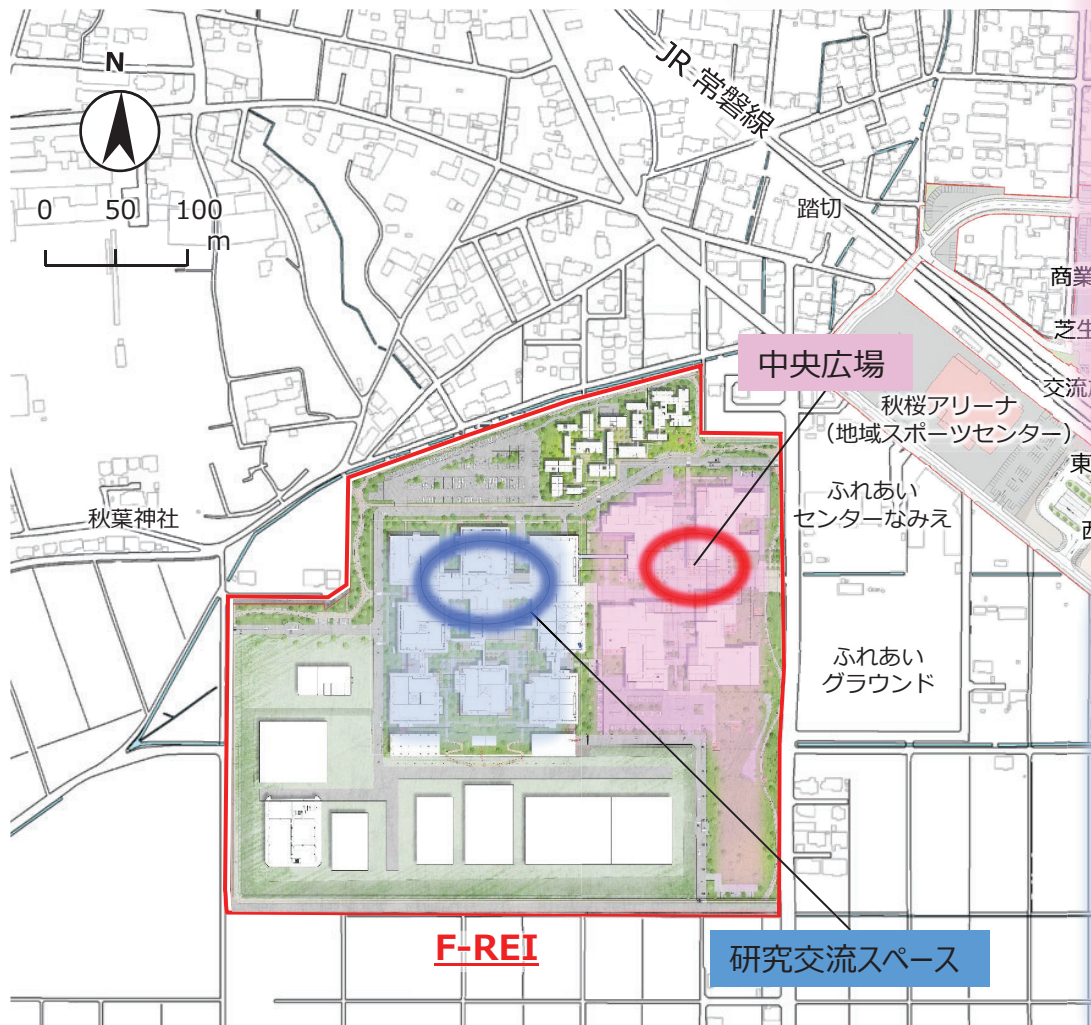 N
0 50 100
m
JR 常磐線
踏切
商業
芝生
中央広場
交流
秋桜アリーナ
（地域スポーツセンター）
東
ふれあい
センターなみえ
西
秋葉神社
ふれあい
グラウンド
F-REI
研究交流スペース